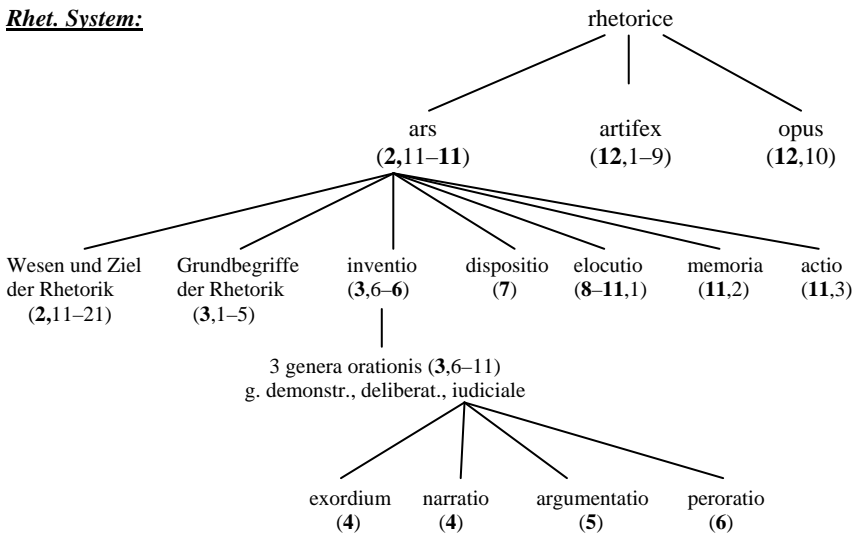 Rhet. System:
rhetorice
ars artifex opus
(2,11–11) (12,1–9) (12,10)
Wesen und Ziel Grundbegriffe inventio dispositio elocutio memoria actio
der Rhetorik der Rhetorik (3,6–6) (7) (8–11,1) (11,2) (11,3)
(2,11–21) (3,1–5)
3 genera orationis (3,6–11)
g. demonstr., deliberat., iudiciale
exordium narratio argumentatio peroratio
(4) (4) (5) (6)